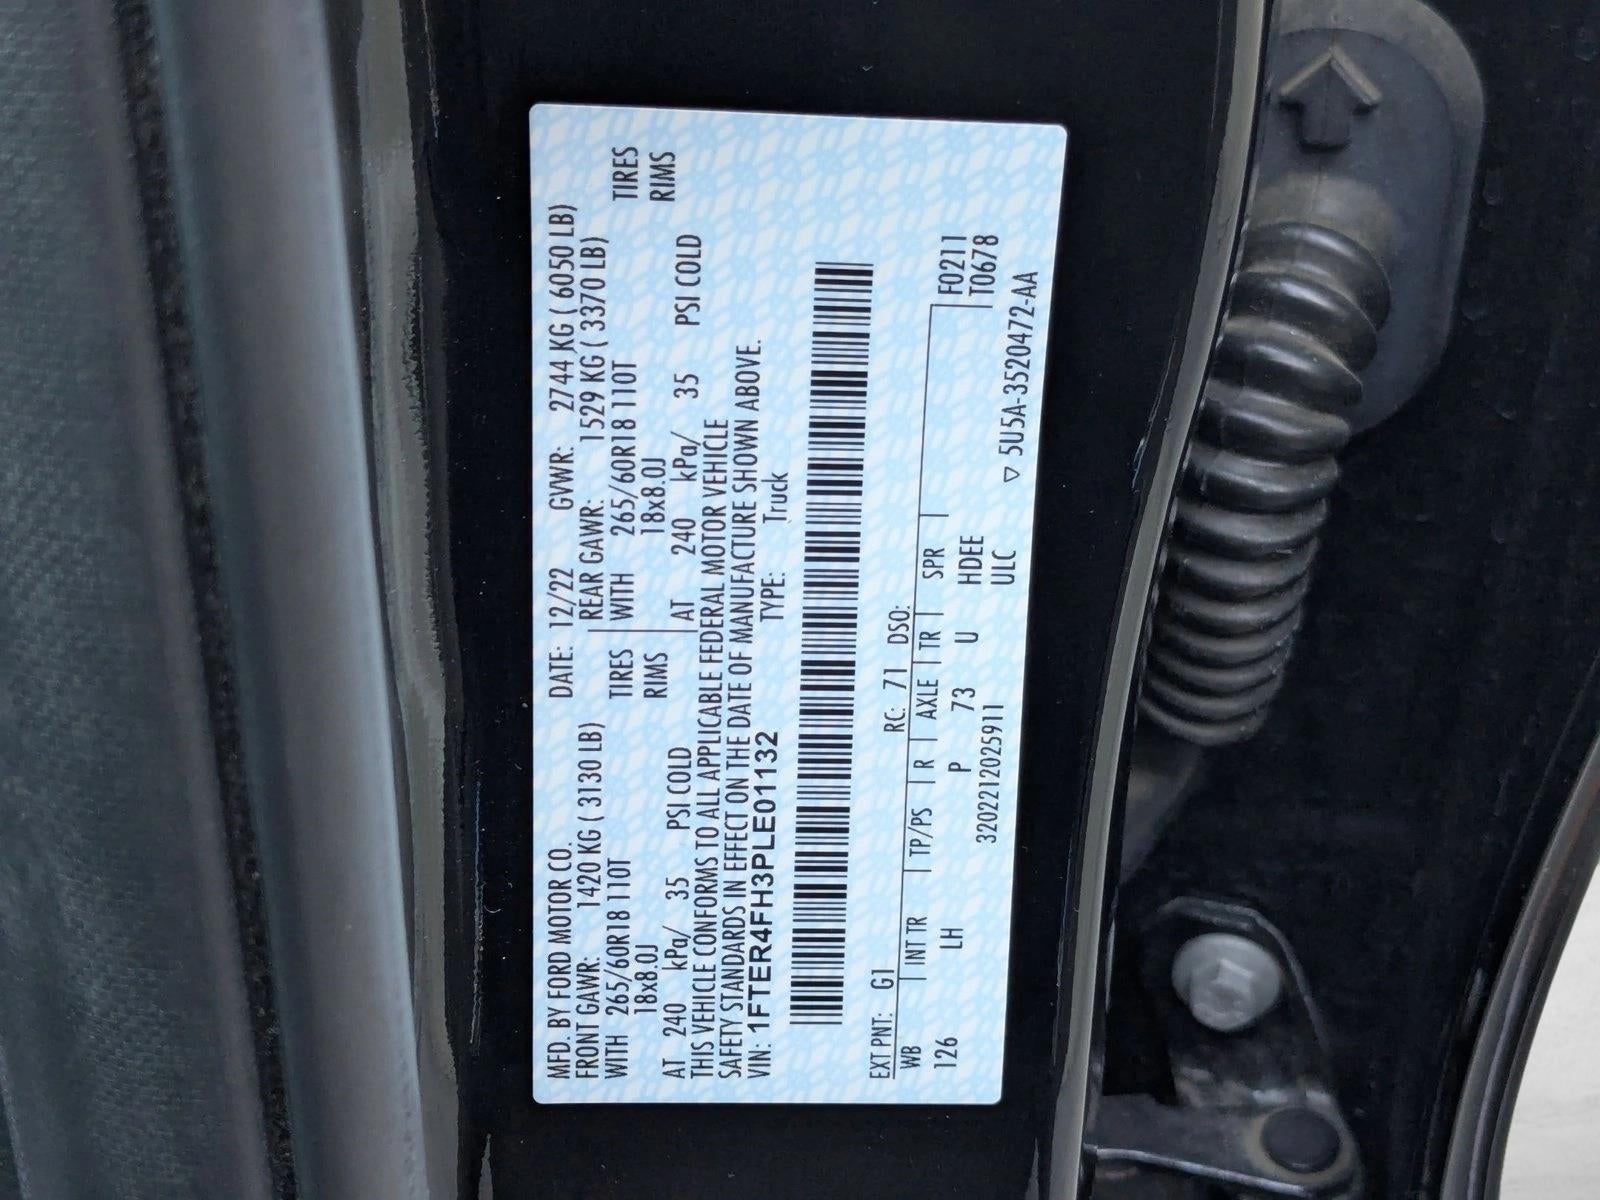 MFD. BY FORD MOTOR CO. DATE: 12/22 GVWR: 2744 KG ( 6050 LB)
FRONT GAWR: 1420 KG ( 3130 LB) REAR GAWR: 1529 KG ( 3370 LB)
WITH 265/60R18 110T TIRES WITH 265/60R18 110T TIRES
18x8.0J RIMS 18x8.0J RIMS
AT 240 kPa/ 35 PSI COLD AT 240 kPa/ 35 PSI COLD
THIS VEHICLE CONFORMS TO ALL APPLICABLE FEDERAL MOTOR VEHICLE
SAFETY STANDARDS IN EFFECT ON THE DATE OF MANUFACTURE SHOWN ABOVE.
VIN: 1FTER4FH3PLE01132 TYPE: Truck
EXT PNT: G1 RC: 71 DSO: F0211
WB INT TR TP/PS R AXLE TR SPR T0678
126 LH P 73 U HDEE
3202212025911 ULC ▽ 5U5A-3520472-AA